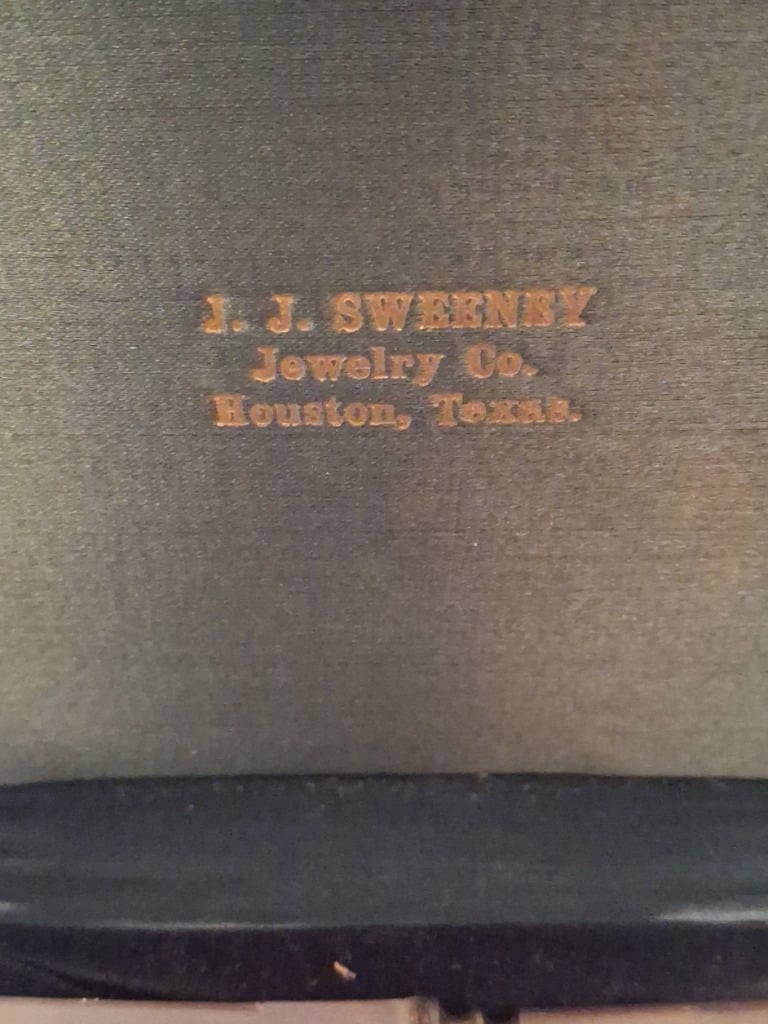 J. J. SWEENEY
Jewelry Co.
Houston, Texas.